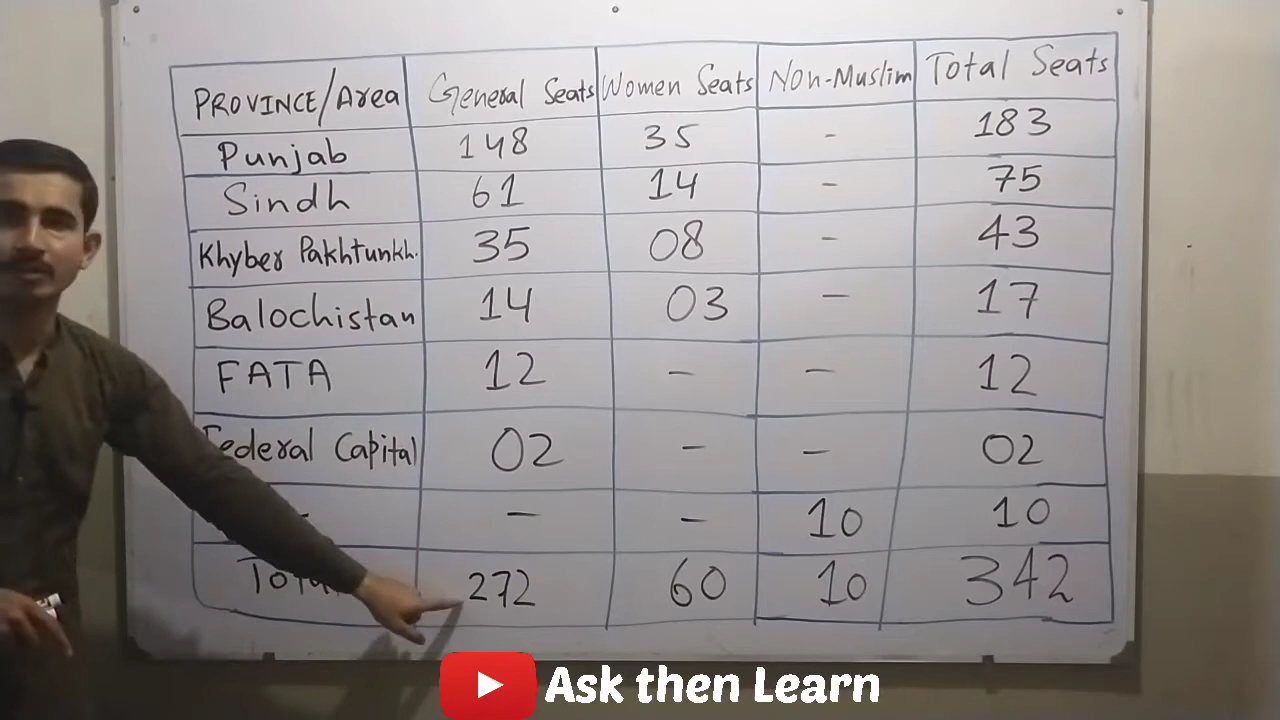 PROVINCE/Area General Seats Women Seats Non-Muslim Total Seats
Punjab 148 35 - 183
Sindh 61 14 - 75
Khyber Pakhtunkh. 35 08 - 43
Balochistan 14 03 - 17
FATA 12 - - 12
Federal Capital 02 - - 02
- - - 10 10
Total 272 60 10 342
Ask then Learn